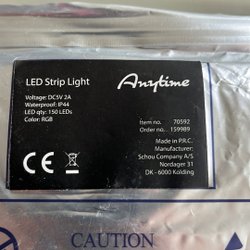 LED Strip Light
Anytime
Voltage: DC5V 2A
Waterproof: IP44
LED qty: 150 LEDs
Color: RGB
Item no. 70592
Order no. 159989
Made in P.R.C.
Manufacturer:
Schou Company A/S
Nordager 31
DK - 6000 Kolding
CE
CAUTION